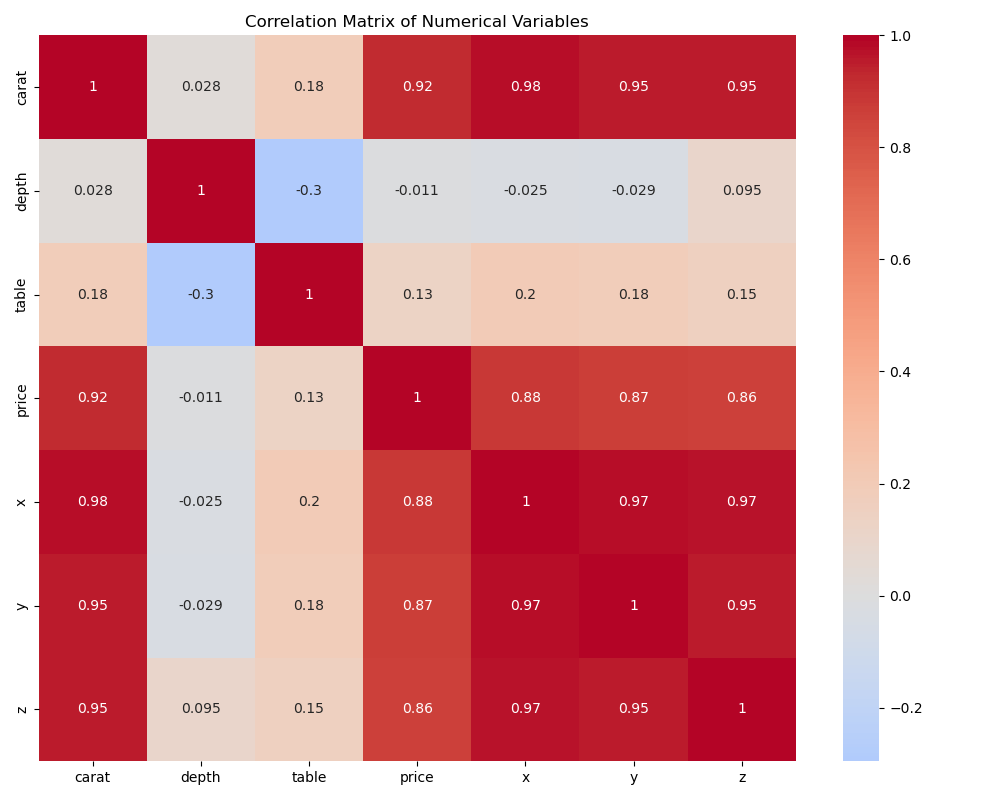 Correlation Matrix of Numerical Variables
carat 1 0.028 0.18 0.92 0.98 0.95 0.95
depth 0.028 1 -0.3 -0.011 -0.025 -0.029 0.095
table 0.18 -0.3 1 0.13 0.2 0.18 0.15
price 0.92 -0.011 0.13 1 0.88 0.87 0.86
x 0.98 -0.025 0.2 0.88 1 0.97 0.97
y 0.95 -0.029 0.18 0.87 0.97 1 0.95
z 0.95 0.095 0.15 0.86 0.97 0.95 1
carat depth table price x y z
1.0
0.8
0.6
0.4
0.2
0.0
−0.2